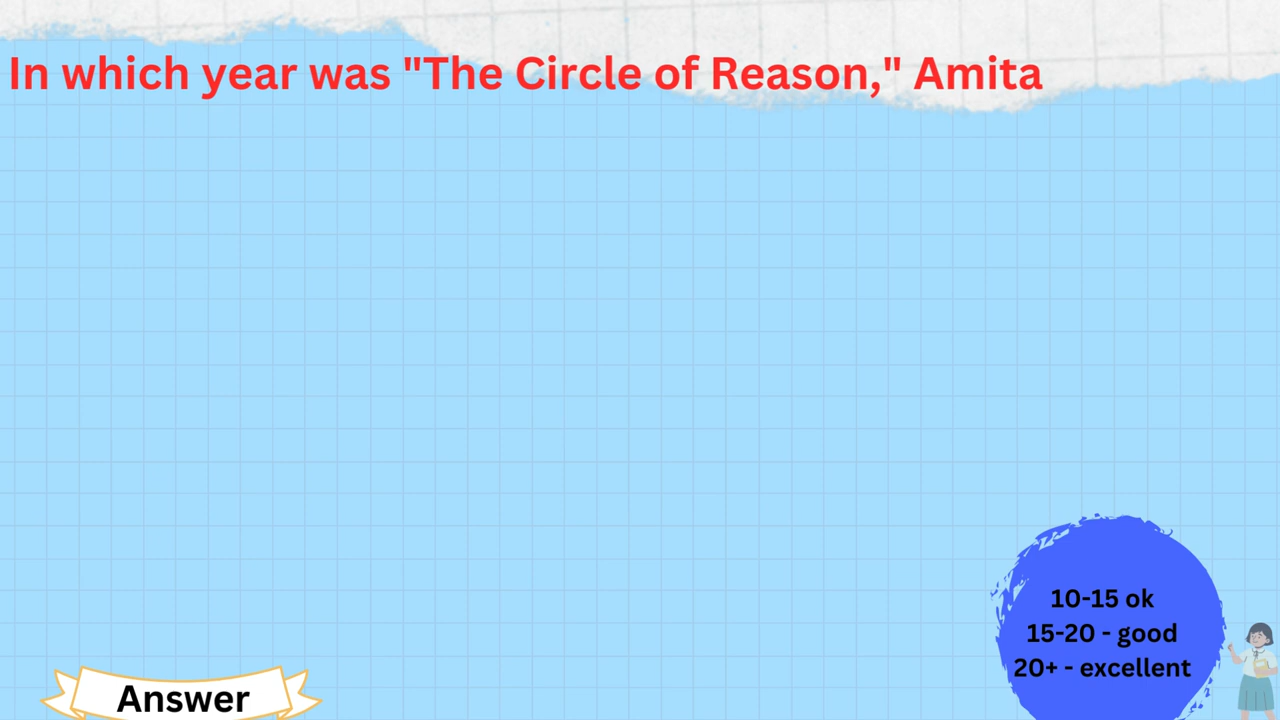 In which year was "The Circle of Reason," Amita
10-15 ok
15-20 - good
20+ - excellent
Answer